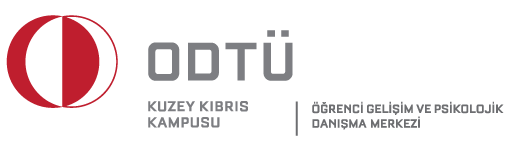 ODTÜ
KUZEY KIBRIS
KAMPUSU
ÖĞRENCİ GELİŞİM VE PSİKOLOJİK
DANIŞMA MERKEZİ